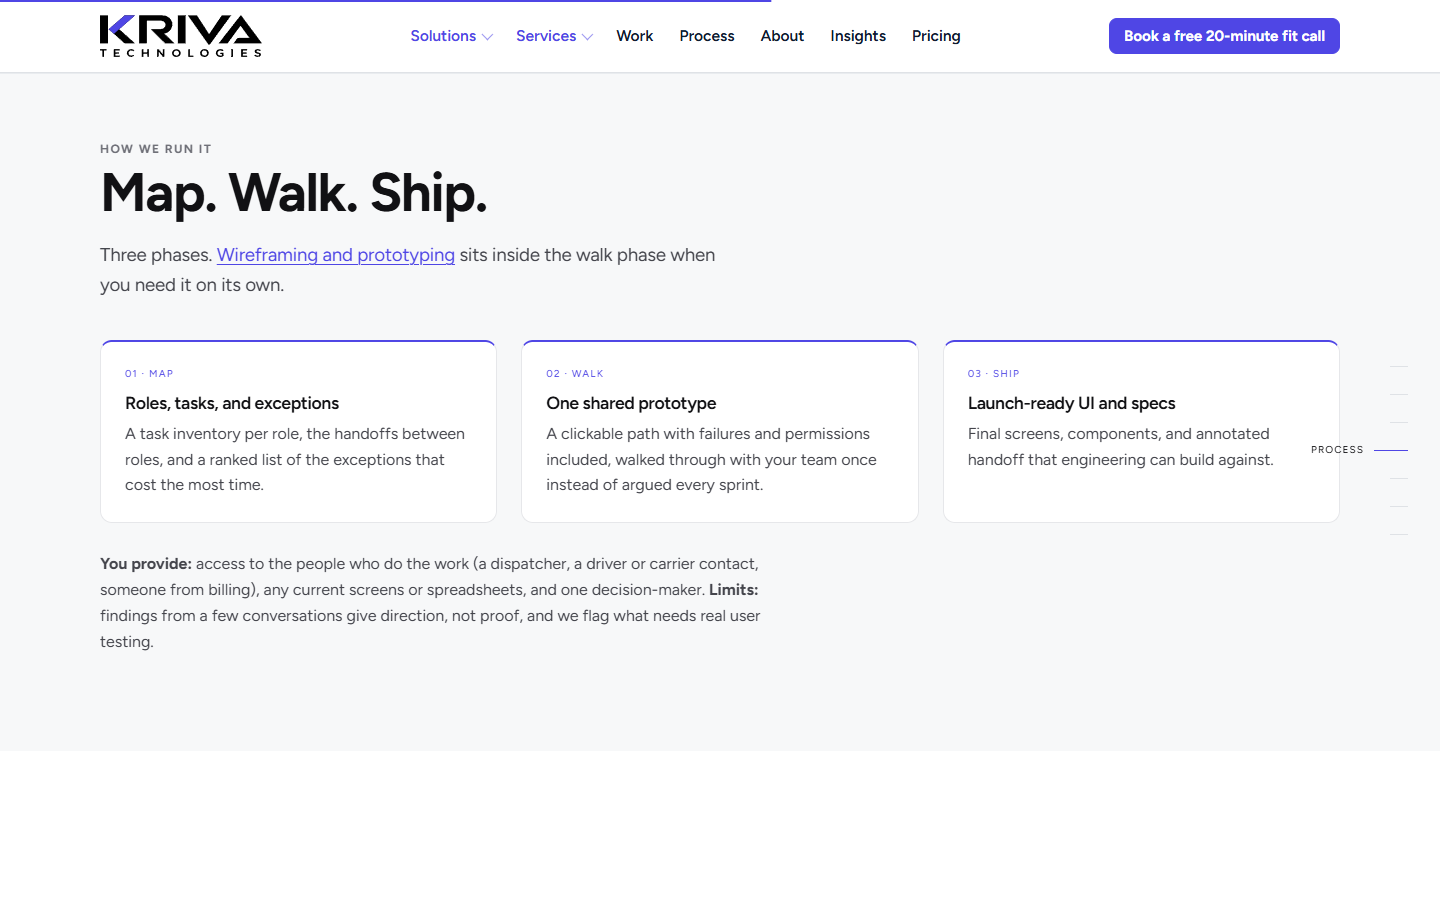 KRIVA
TECHNOLOGIES
Solutions
Services
Work
Process
About
Insights
Pricing
Book a free 20-minute fit call
HOW WE RUN IT
Map. Walk. Ship.
Three phases. Wireframing and prototyping sits inside the walk phase when
you need it on its own.
01 · MAP
Roles, tasks, and exceptions
A task inventory per role, the handoffs between
roles, and a ranked list of the exceptions that
cost the most time.
02 · WALK
One shared prototype
A clickable path with failures and permissions
included, walked through with your team once
instead of argued every sprint.
03 · SHIP
Launch-ready UI and specs
Final screens, components, and annotated
handoff that engineering can build against.
PROCESS
You provide: access to the people who do the work (a dispatcher, a driver or carrier contact,
someone from billing), any current screens or spreadsheets, and one decision-maker. Limits:
findings from a few conversations give direction, not proof, and we flag what needs real user
testing.